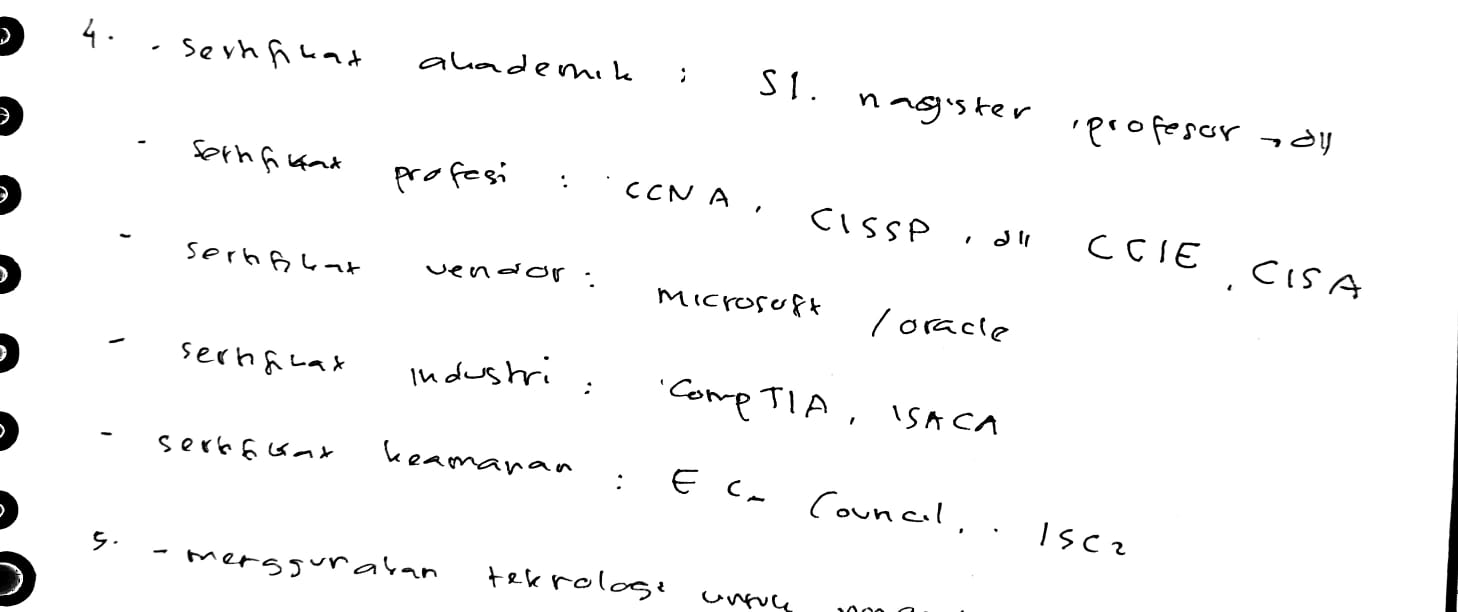 4. - Sertifikat akademik : S1. magister, profesor, dll
- Sertifikat profesi : CCNA, CISSP, dll CCIE, CISA
- sertifikat vendor : Microsoft / oracle
- sertifikat industri : CompTIA, ISACA
- sertifikat keamanan : EC- Council, . ISC2
5. - menggunakan teknologi untuk